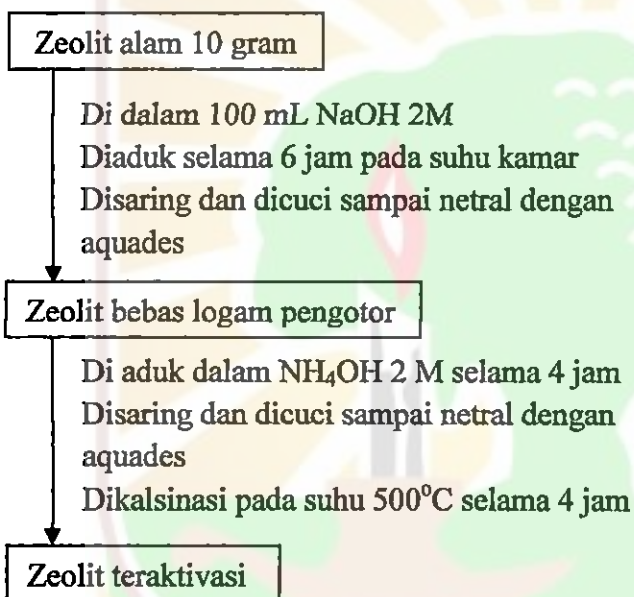 Zeolit alam 10 gram
Di dalam 100 mL NaOH 2M
Diaduk selama 6 jam pada suhu kamar
Disaring dan dicuci sampai netral dengan
aquades
Zeolit bebas logam pengotor
Di aduk dalam NH₄OH 2 M selama 4 jam
Disaring dan dicuci sampai netral dengan
aquades
Dikalsinasi pada suhu 500⁰C selama 4 jam
Zeolit teraktivasi